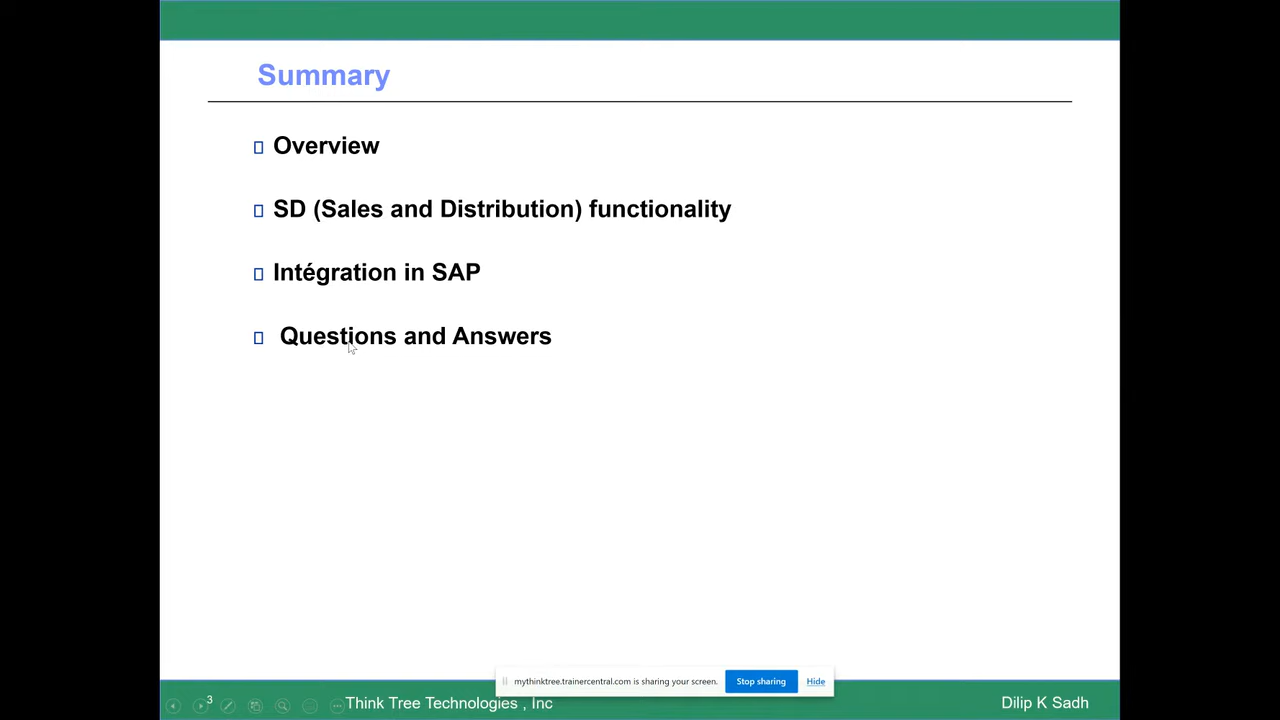 Summary
Overview
SD (Sales and Distribution) functionality
Intégration in SAP
Questions and Answers
mythinktree.trainercentral.com is sharing your screen.
Stop sharing
Hide
3
Think Tree Technologies , Inc
Dilip K Sadh